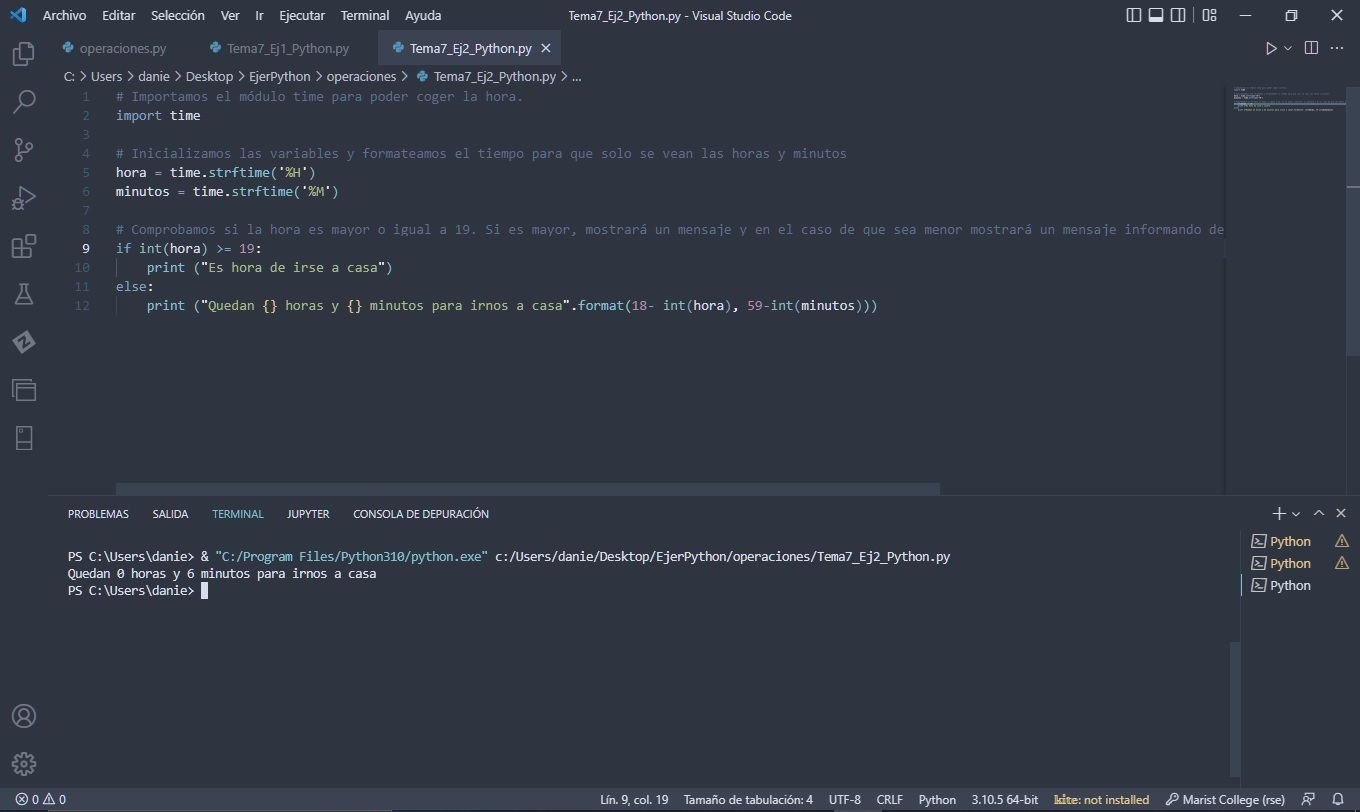 Archivo Editar Selección Ver Ir Ejecutar Terminal Ayuda Tema7_Ej2_Python.py - Visual Studio Code
operaciones.py Tema7_Ej1_Python.py Tema7_Ej2_Python.py
C: > Users > danie > Desktop > EjerPython > operaciones > Tema7_Ej2_Python.py > ...
1 # Importamos el módulo time para poder coger la hora.
2 import time
3
4 # Inicializamos las variables y formateamos el tiempo para que solo se vean las horas y minutos
5 hora = time.strftime('%H')
6 minutos = time.strftime('%M')
7
8 # Comprobamos si la hora es mayor o igual a 19. Si es mayor, mostrará un mensaje y en el caso de que sea menor mostrará un mensaje informando de
9 if int(hora) >= 19:
10 print ("Es hora de irse a casa")
11 else:
12 print ("Quedan {} horas y {} minutos para irnos a casa".format(18- int(hora), 59-int(minutos)))
PROBLEMAS SALIDA TERMINAL JUPYTER CONSOLA DE DEPURACIÓN
PS C:\Users\danie> & "C:/Program Files/Python310/python.exe" c:/Users/danie/Desktop/EjerPython/operaciones/Tema7_Ej2_Python.py
Quedan 0 horas y 6 minutos para irnos a casa
PS C:\Users\danie>
Python
Python
Python
0 0 Lín. 9, col. 19 Tamaño de tabulación: 4 UTF-8 CRLF Python 3.10.5 64-bit kite: not installed Marist College (rse)